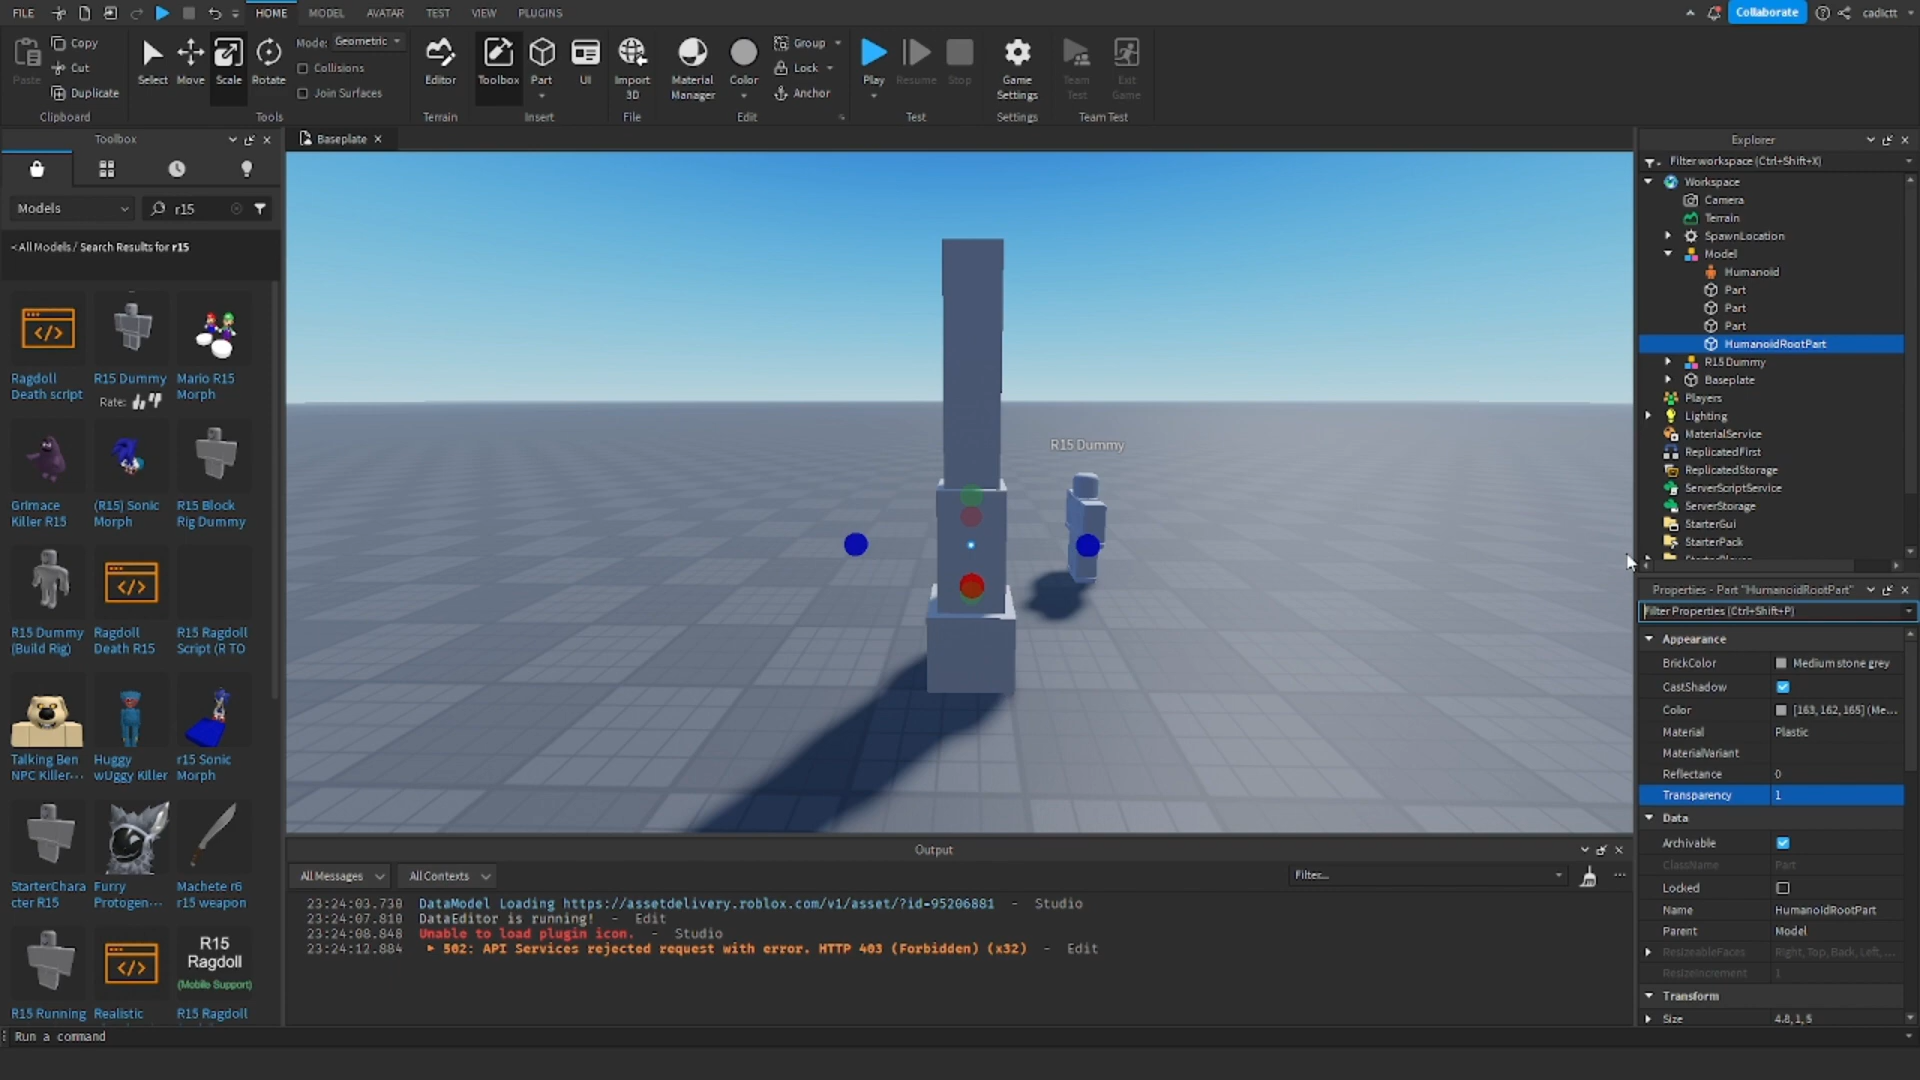 FILE
HOME
MODEL
AVATAR
TEST
VIEW
PLUGINS
Collaborate
cadictt
Paste
Copy
Cut
Duplicate
Clipboard
Select
Move
Scale
Rotate
Mode: Geometric
Collisions
Join Surfaces
Tools
Editor
Terrain
Toolbox
Part
UI
Insert
Import
3D
File
Material
Manager
Color
Group
Lock
Anchor
Edit
Play
Resume
Stop
Test
Game
Settings
Settings
Team
Test
Exit
Game
Team Test
Toolbox
Models
r15
<All Models / Search Results for r15
Ragdoll
Death script
R15 Dummy
Rate:
Mario R15
Morph
Grimace
Killer R15
(R15) Sonic
Morph
R15 Block
Rig Dummy
R15 Dummy
(Build Rig)
Ragdoll
Death R15
R15 Ragdoll
Script (R TO
Talking Ben
NPC Killer...
Huggy
wUggy Killer
r15 Sonic
Morph
StarterChara
cter R15
Furry
Protogen...
Machete r6
r15 weapon
R15
Ragdoll
(Mobile Support)
R15 Running
Realistic
R15 Ragdoll
Baseplate
R15 Dummy
Output
All Messages
All Contexts
Filter...
23:24:03.730 DataModel Loading https://assetdelivery.roblox.com/v1/asset/?id=95206881 - Studio
23:24:07.810 DataEditor is running! - Edit
23:24:08.848 Unable to load plugin icon. - Studio
23:24:12.884 502: API Services rejected request with error. HTTP 403 (Forbidden) (x32) - Edit
Run a command
Explorer
Filter workspace (Ctrl+Shift+X)
Workspace
Camera
Terrain
SpawnLocation
Model
Humanoid
Part
Part
Part
HumanoidRootPart
R15 Dummy
Baseplate
Players
Lighting
MaterialService
ReplicatedFirst
ReplicatedStorage
ServerScriptService
ServerStorage
StarterGui
StarterPack
Properties - Part "HumanoidRootPart"
Filter Properties (Ctrl+Shift+P)
Appearance
BrickColor Medium stone grey
CastShadow
Color [163, 162, 165] (Me...
Material Plastic
MaterialVariant
Reflectance 0
Transparency 1
Data
Archivable
ClassName Part
Locked
Name HumanoidRootPart
Parent Model
ResizeableFaces Right, Top, Back, Left, ...
ResizeIncrement 1
Transform
Size 4.8, 1, 5